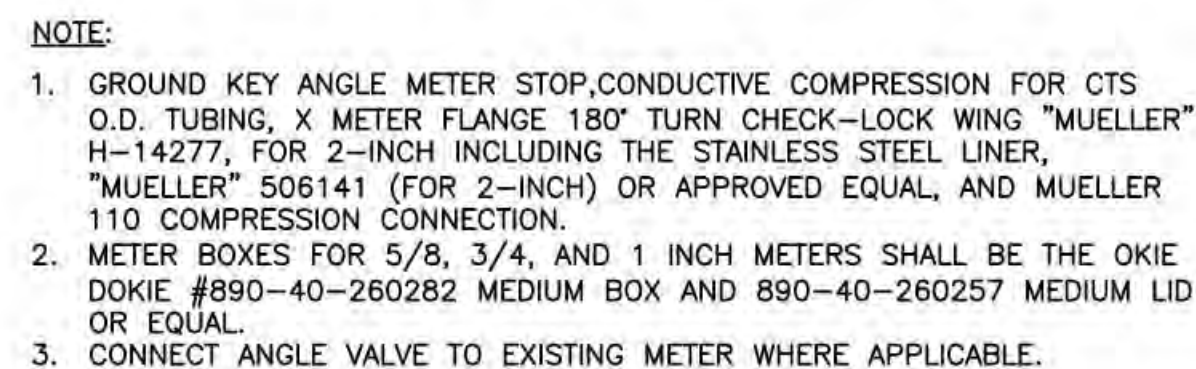 NOTE:
1. GROUND KEY ANGLE METER STOP,CONDUCTIVE COMPRESSION FOR CTS
O.D. TUBING, X METER FLANGE 180° TURN CHECK-LOCK WING "MUELLER"
H-14277, FOR 2-INCH INCLUDING THE STAINLESS STEEL LINER,
"MUELLER" 506141 (FOR 2-INCH) OR APPROVED EQUAL, AND MUELLER
110 COMPRESSION CONNECTION.
2. METER BOXES FOR 5/8, 3/4, AND 1 INCH METERS SHALL BE THE OKIE
DOKIE #890-40-260282 MEDIUM BOX AND 890-40-260257 MEDIUM LID
OR EQUAL.
3. CONNECT ANGLE VALVE TO EXISTING METER WHERE APPLICABLE.